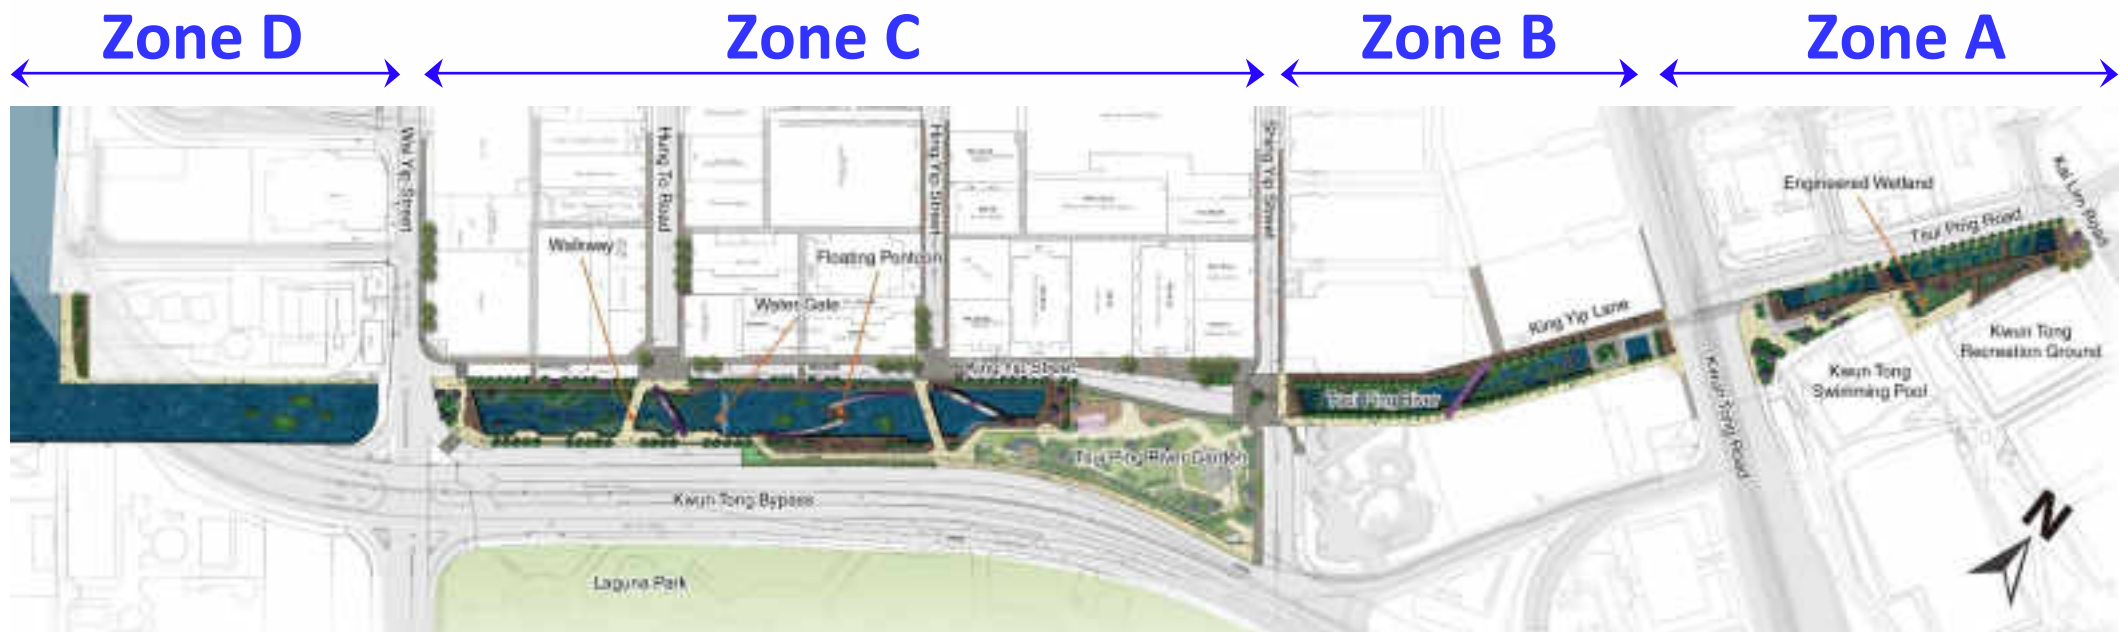 Zone D
Zone C
Zone B
Zone A
Wai Yip Street
Hung To Road
Hing Yip Street
Shing Yip Street
Kai Lim Road
Engineered Wetland
Tsui Ping Road
Walkway
Floating Pontoon
Water Gate
King Yip Lane
Kwun Tong
Recreation Ground
King Yip Street
Kwun Tong
Swimming Pool
Tsui Ping River
Kwun Tong Road
Tsui Ping River Garden
Kwun Tong Bypass
Laguna Park
N